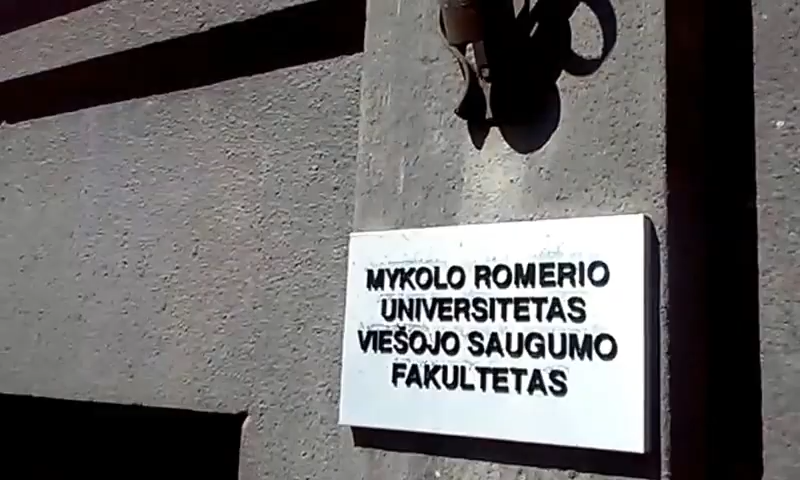 MYKOLO ROMERIO
UNIVERSITETAS
VIEŠOJO SAUGUMO
FAKULTETAS